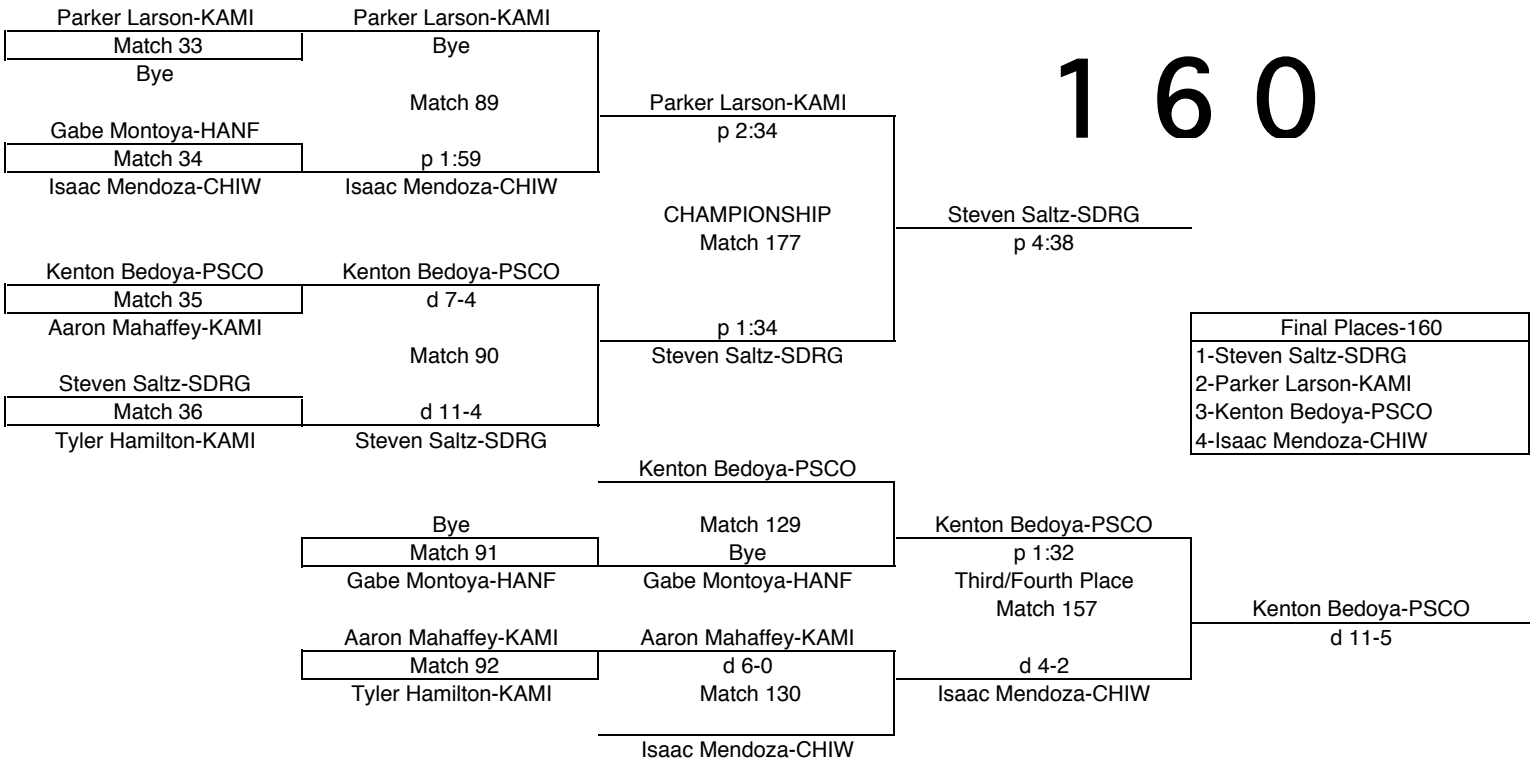 Parker Larson-KAMI
Match 33
Bye
Gabe Montoya-HANF
Match 34
Isaac Mendoza-CHIW
Kenton Bedoya-PSCO
Match 35
Aaron Mahaffey-KAMI
Steven Saltz-SDRG
Match 36
Tyler Hamilton-KAMI
Parker Larson-KAMI
Bye
Match 89
p 1:59
Isaac Mendoza-CHIW
Kenton Bedoya-PSCO
d 7-4
Match 90
d 11-4
Steven Saltz-SDRG
Parker Larson-KAMI
p 2:34
CHAMPIONSHIP
Match 177
p 1:34
Steven Saltz-SDRG
Steven Saltz-SDRG
p 4:38
1 6 0
Final Places-160
1-Steven Saltz-SDRG
2-Parker Larson-KAMI
3-Kenton Bedoya-PSCO
4-Isaac Mendoza-CHIW
Bye
Match 91
Gabe Montoya-HANF
Aaron Mahaffey-KAMI
Match 92
Tyler Hamilton-KAMI
Kenton Bedoya-PSCO
Match 129
Bye
Gabe Montoya-HANF
Aaron Mahaffey-KAMI
d 6-0
Match 130
Isaac Mendoza-CHIW
Kenton Bedoya-PSCO
p 1:32
Third/Fourth Place
Match 157
d 4-2
Isaac Mendoza-CHIW
Kenton Bedoya-PSCO
d 11-5